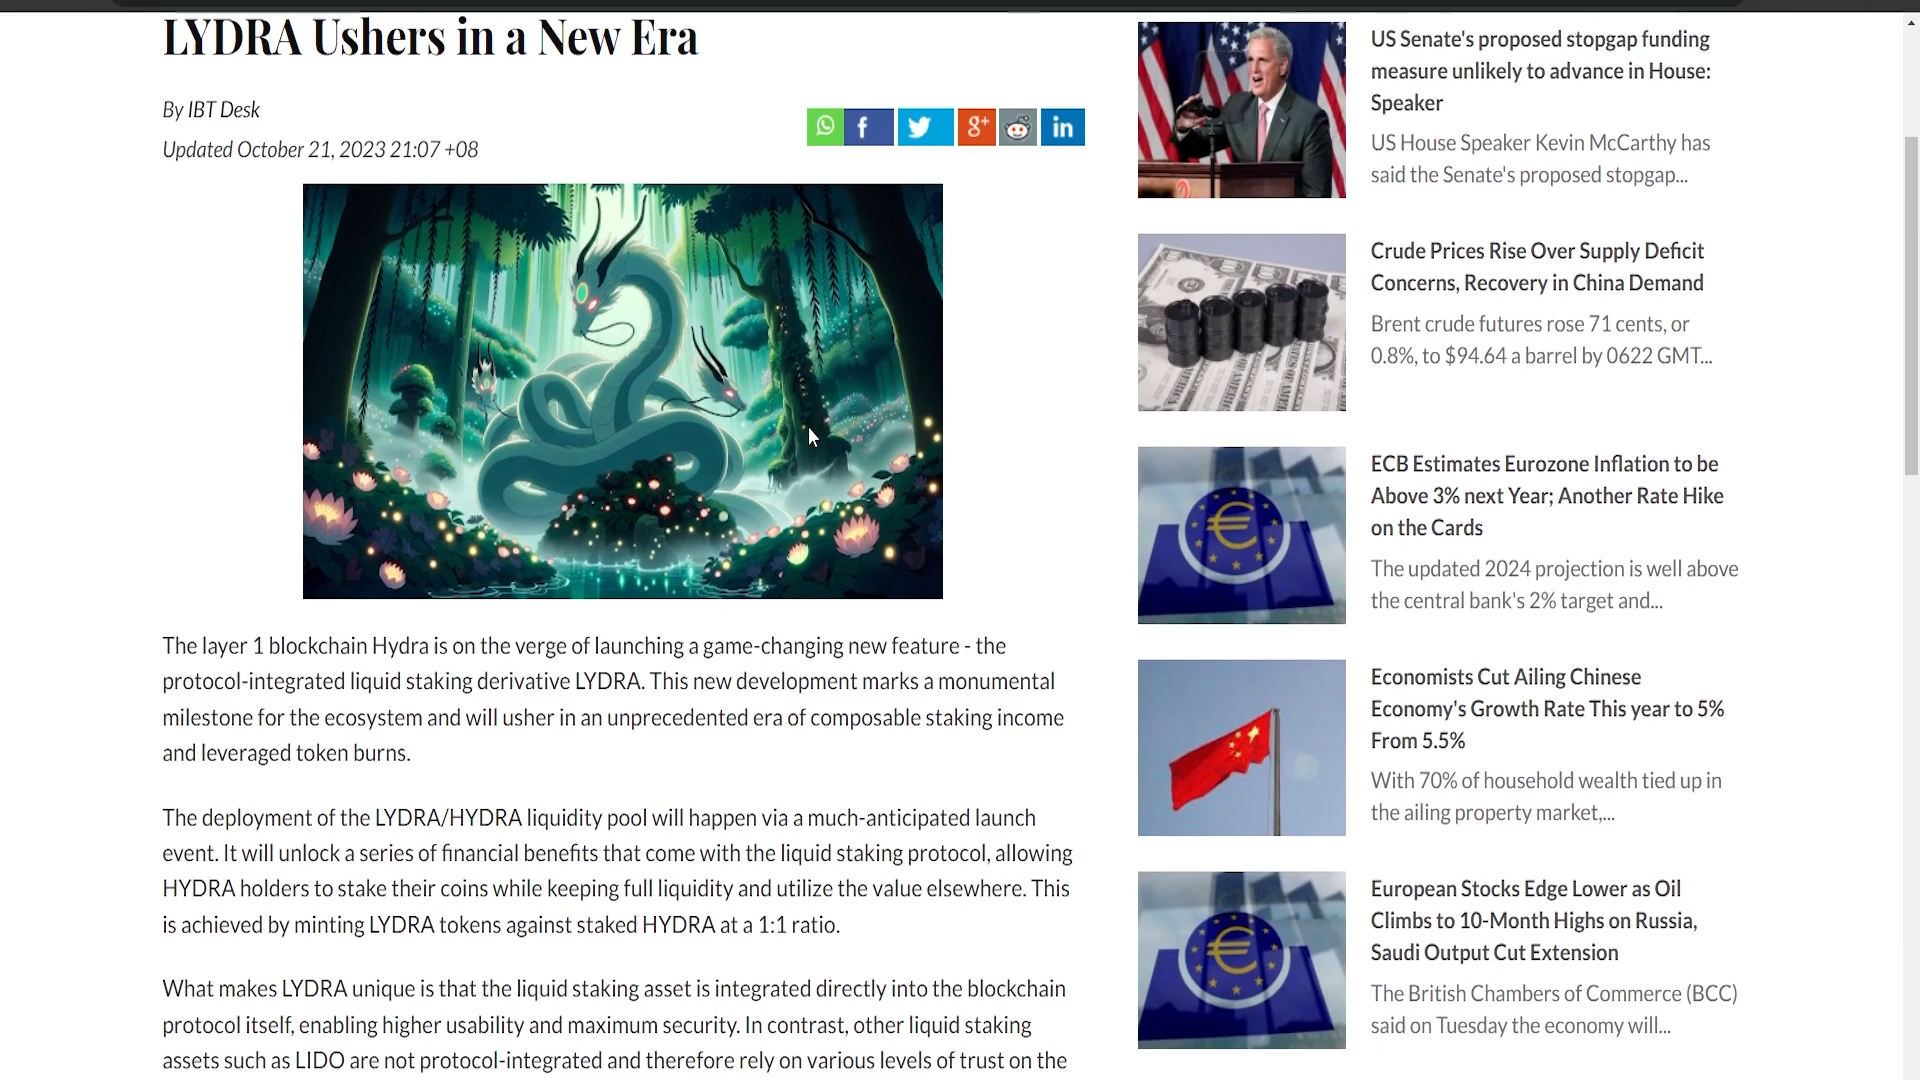 LYDRA Ushers in a New Era
By IBT Desk
Updated October 21, 2023 21:07 +08
f
g+
in
The layer 1 blockchain Hydra is on the verge of launching a game-changing new feature - the
protocol-integrated liquid staking derivative LYDRA. This new development marks a monumental
milestone for the ecosystem and will usher in an unprecedented era of composable staking income
and leveraged token burns.
The deployment of the LYDRA/HYDRA liquidity pool will happen via a much-anticipated launch
event. It will unlock a series of financial benefits that come with the liquid staking protocol, allowing
HYDRA holders to stake their coins while keeping full liquidity and utilize the value elsewhere. This
is achieved by minting LYDRA tokens against staked HYDRA at a 1:1 ratio.
What makes LYDRA unique is that the liquid staking asset is integrated directly into the blockchain
protocol itself, enabling higher usability and maximum security. In contrast, other liquid staking
assets such as LIDO are not protocol-integrated and therefore rely on various levels of trust on the
US Senate's proposed stopgap funding
measure unlikely to advance in House:
Speaker
US House Speaker Kevin McCarthy has
said the Senate's proposed stopgap...
Crude Prices Rise Over Supply Deficit
Concerns, Recovery in China Demand
Brent crude futures rose 71 cents, or
0.8%, to $94.64 a barrel by 0622 GMT...
ECB Estimates Eurozone Inflation to be
Above 3% next Year; Another Rate Hike
on the Cards
The updated 2024 projection is well above
the central bank's 2% target and...
Economists Cut Ailing Chinese
Economy's Growth Rate This year to 5%
From 5.5%
With 70% of household wealth tied up in
the ailing property market,...
European Stocks Edge Lower as Oil
Climbs to 10-Month Highs on Russia,
Saudi Output Cut Extension
The British Chambers of Commerce (BCC)
said on Tuesday the economy will...